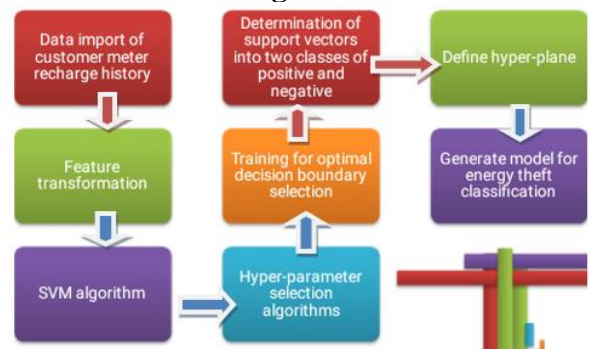 Data import of
customer meter
recharge history
Feature
transformation
SVM algorithm
Hyper-parameter
selection
algorithms
Training for optimal
decision boundary
selection
Determination of
support vectors
into two classes of
positive and
negative
Define hyper-plane
Generate model for
energy theft
classification